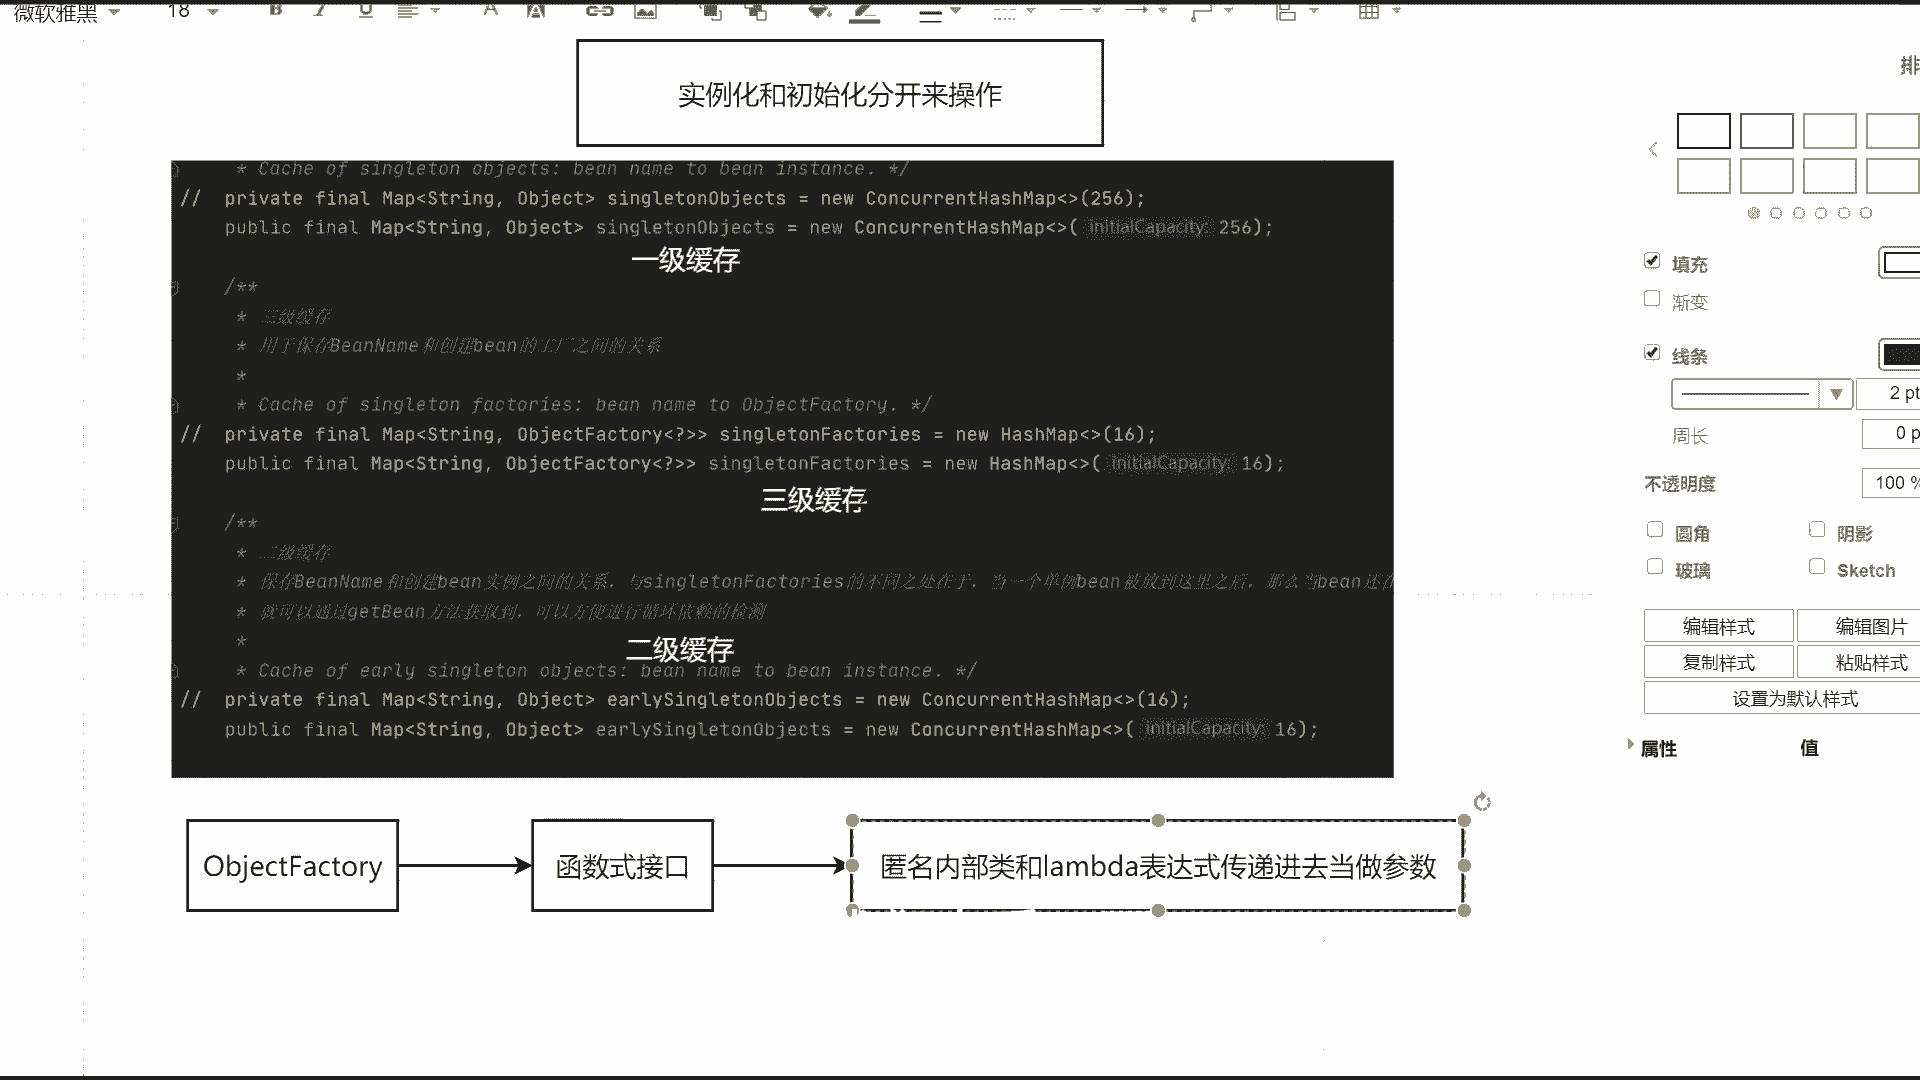 微软雅黑
18
实例化和初始化分开来操作
* Cache of singleton objects: bean name to bean instance. */
// private final Map<String, Object> singletonObjects = new ConcurrentHashMap<>(256);
public final Map<String, Object> singletonObjects = new ConcurrentHashMap<>( initialCapacity: 256);
一级缓存
/**
* 三级缓存
* 用于保存BeanName和创建bean的工厂之间的关系
*
* Cache of singleton factories: bean name to ObjectFactory. */
// private final Map<String, ObjectFactory<?>> singletonFactories = new HashMap<>(16);
public final Map<String, ObjectFactory<?>> singletonFactories = new HashMap<>( initialCapacity: 16);
三级缓存
/**
* 二级缓存
* 保存BeanName和创建bean实例之间的关系，与singletonFactories的不同之处在于，当一个单例bean被放到这里之后，那么当bean还在
* 就可以通过getBean方法获取到，可以方便进行循环依赖的检测
*
二级缓存
* Cache of early singleton objects: bean name to bean instance. */
// private final Map<String, Object> earlySingletonObjects = new ConcurrentHashMap<>(16);
public final Map<String, Object> earlySingletonObjects = new ConcurrentHashMap<>( initialCapacity: 16);
ObjectFactory
函数式接口
匿名内部类和lambda表达式传递进去当做参数
排
填充
渐变
线条
2 pt
周长
0 p
不透明度
100 %
圆角
阴影
玻璃
Sketch
编辑样式
编辑图片
复制样式
粘贴样式
设置为默认样式
属性
值